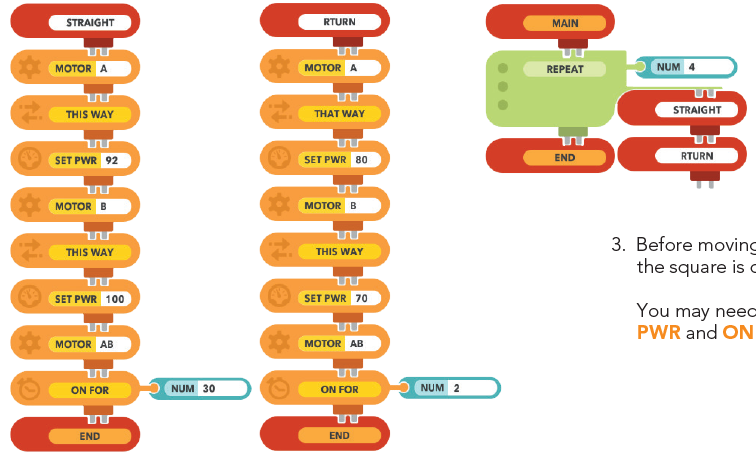 STRAIGHT
MOTOR A
THIS WAY
SET PWR 92
MOTOR B
THIS WAY
SET PWR 100
MOTOR AB
ON FOR NUM 30
END
RTURN
MOTOR A
THAT WAY
SET PWR 80
MOTOR B
THIS WAY
SET PWR 70
MOTOR AB
ON FOR NUM 2
END
MAIN
REPEAT NUM 4
STRAIGHT
RTURN
END
3. Before moving
the square is
You may need
PWR and ON